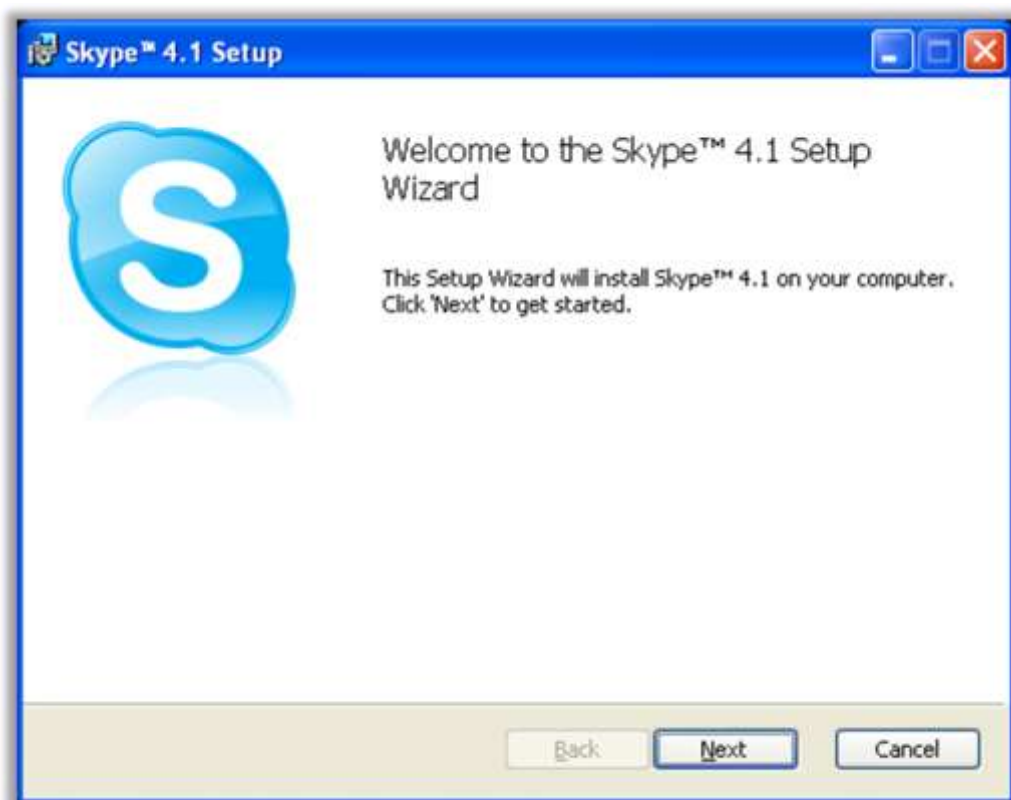 Skype™ 4.1 Setup
Welcome to the Skype™ 4.1 Setup
Wizard
This Setup Wizard will install Skype™ 4.1 on your computer.
Click 'Next' to get started.
Back Next Cancel